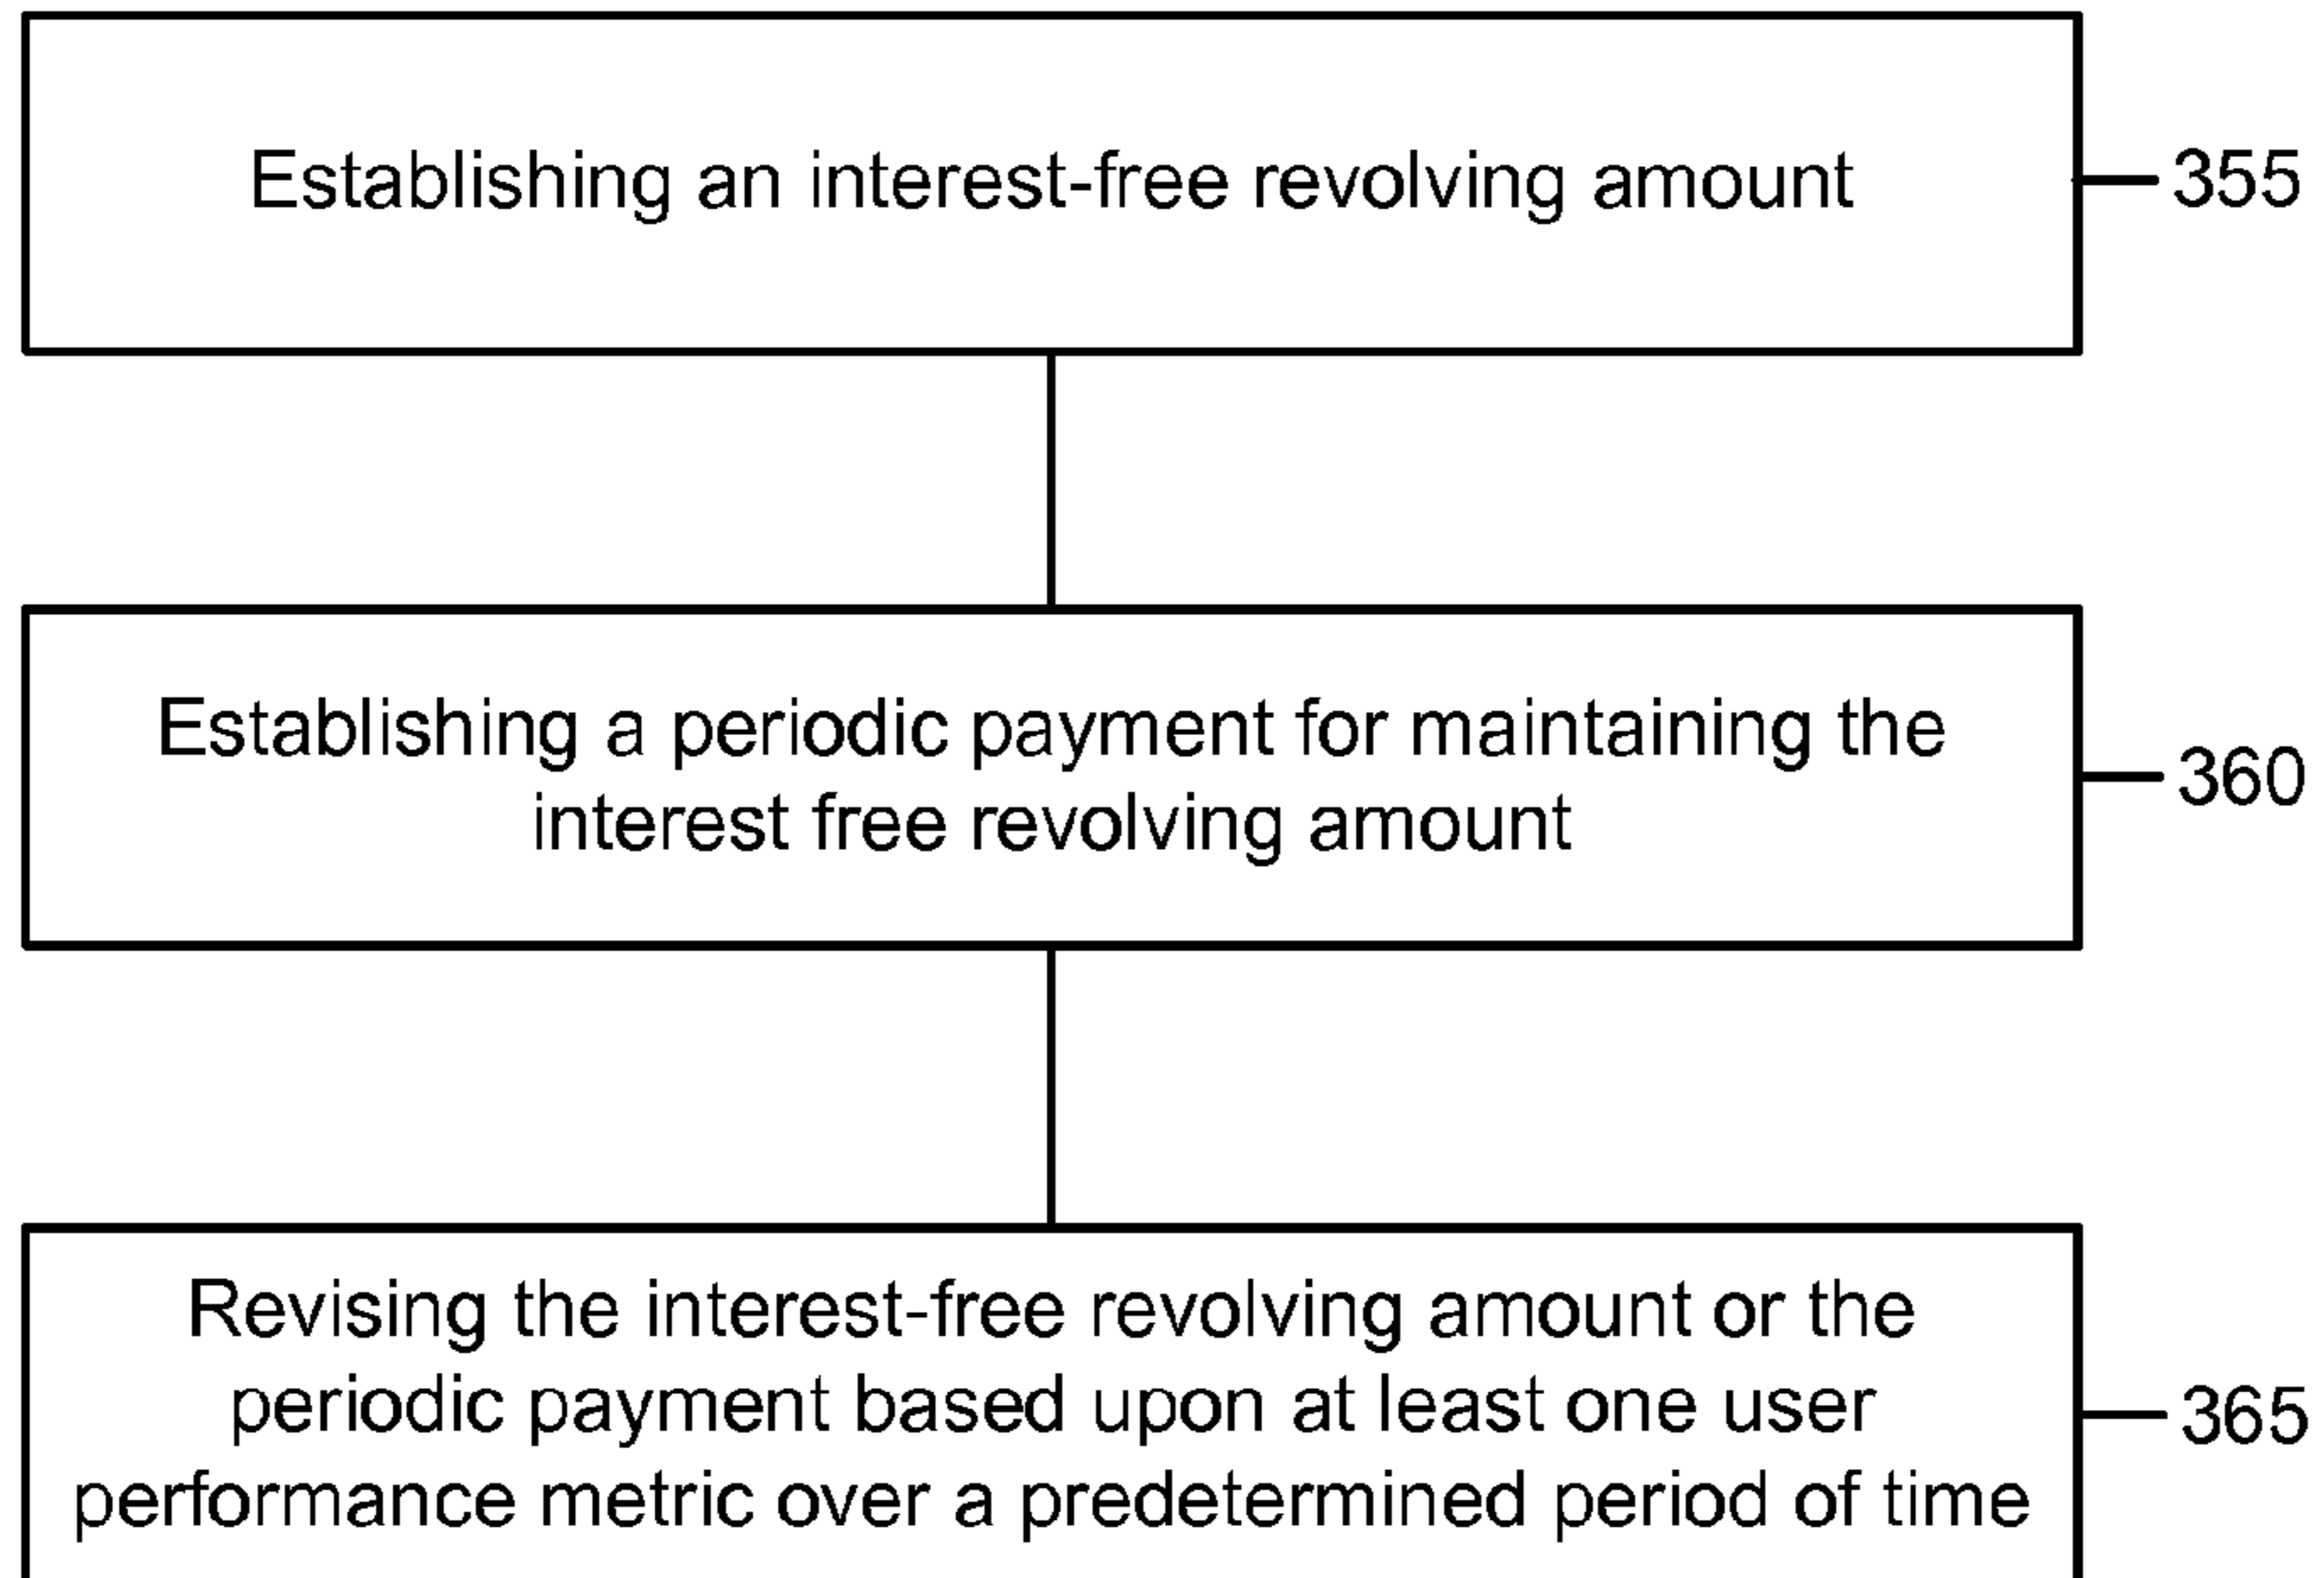 Establishing an interest-free revolving amount
355
Establishing a periodic payment for maintaining the
interest free revolving amount
360
Revising the interest-free revolving amount or the
periodic payment based upon at least one user
performance metric over a predetermined period of time
365